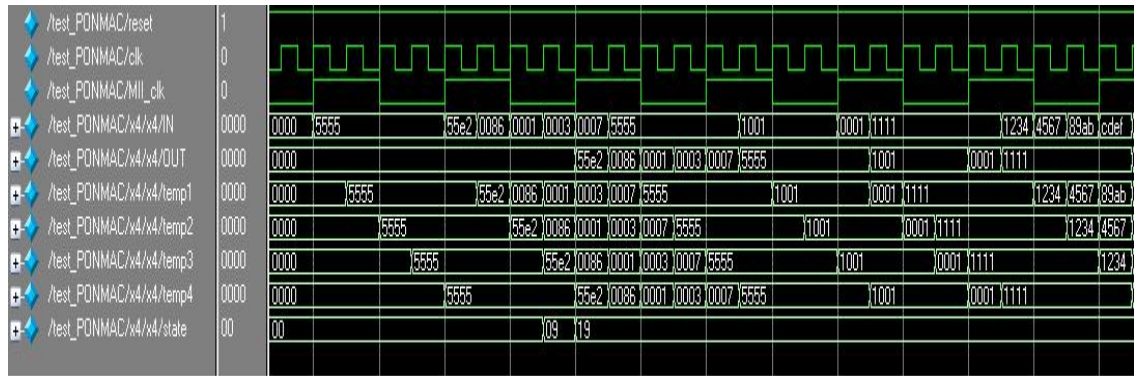 /test_PONMAC/reset 1
/test_PONMAC/clk 0
/test_PONMAC/MII_clk 0
/test_PONMAC/x4/x4/IN 0000 0000 5555 55e2 0086 0001 0003 0007 5555 1001 0001 1111 1234 4567 89ab cdef
/test_PONMAC/x4/x4/OUT 0000 0000 55e2 0086 0001 0003 0007 5555 1001 0001 1111
/test_PONMAC/x4/x4/temp1 0000 0000 5555 55e2 0086 0001 0003 0007 5555 1001 0001 1111 1234 4567 89ab
/test_PONMAC/x4/x4/temp2 0000 0000 5555 55e2 0086 0001 0003 0007 5555 1001 0001 1111 1234 4567
/test_PONMAC/x4/x4/temp3 0000 0000 5555 55e2 0086 0001 0003 0007 5555 1001 0001 1111 1234
/test_PONMAC/x4/x4/temp4 0000 0000 5555 55e2 0086 0001 0003 0007 5555 1001 0001 1111
/test_PONMAC/x4/x4/state 00 00 09 19